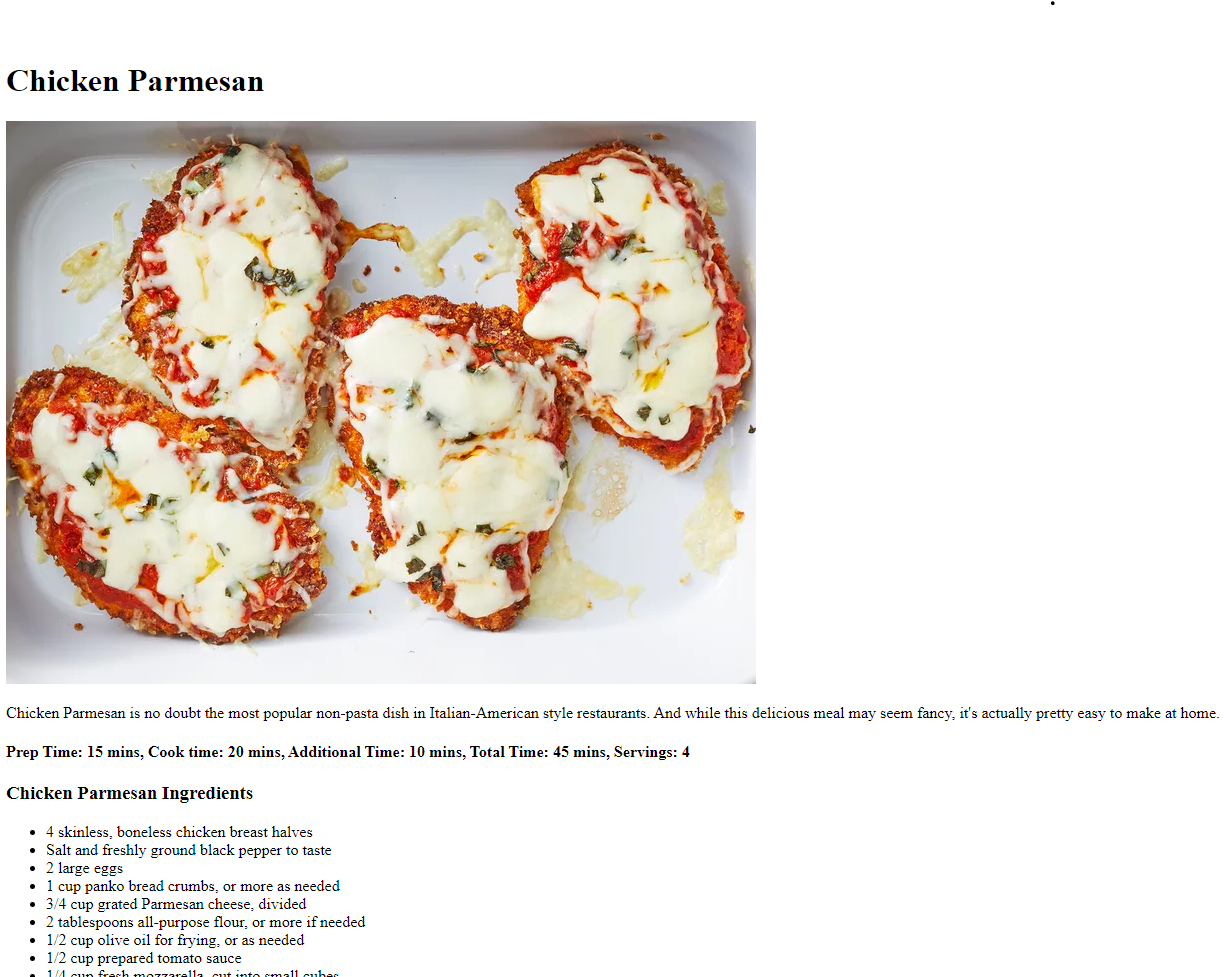 Chicken Parmesan
Chicken Parmesan is no doubt the most popular non-pasta dish in Italian-American style restaurants. And while this delicious meal may seem fancy, it's actually pretty easy to make at home.
Prep Time: 15 mins, Cook time: 20 mins, Additional Time: 10 mins, Total Time: 45 mins, Servings: 4
Chicken Parmesan Ingredients
• 4 skinless, boneless chicken breast halves
• Salt and freshly ground black pepper to taste
• 2 large eggs
• 1 cup panko bread crumbs, or more as needed
• 3/4 cup grated Parmesan cheese, divided
• 2 tablespoons all-purpose flour, or more if needed
• 1/2 cup olive oil for frying, or as needed
• 1/2 cup prepared tomato sauce
• 1/4 cup fresh mozzarella, cut into small cubes